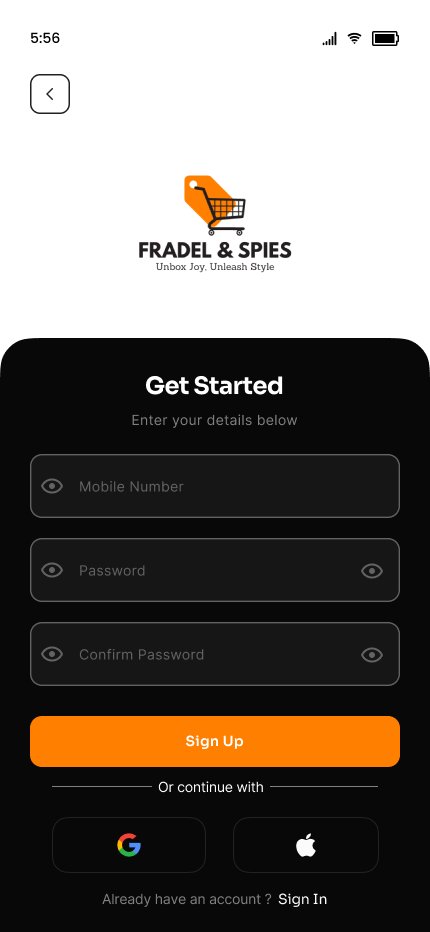 5:56
FRADEL & SPIES
Unbox Joy, Unleash Style
Get Started
Enter your details below
Mobile Number
Password
Confirm Password
Sign Up
Or continue with
Already have an account ? Sign In